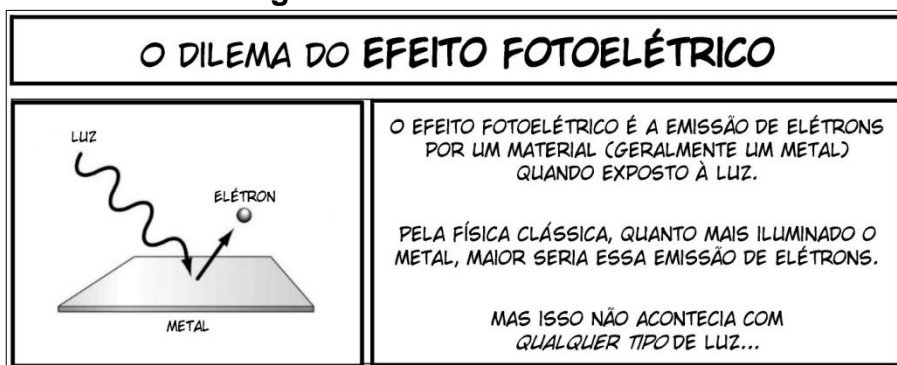 O DILEMA DO EFEITO FOTOELÉTRICO
LUZ
ELÉTRON
METAL
O EFEITO FOTOELÉTRICO É A EMISSÃO DE ELÉTRONS
POR UM MATERIAL (GERALMENTE UM METAL)
QUANDO EXPOSTO À LUZ.
PELA FÍSICA CLÁSSICA, QUANTO MAIS ILUMINADO O
METAL, MAIOR SERIA ESSA EMISSÃO DE ELÉTRONS.
MAS ISSO NÃO ACONTECIA COM
QUALQUER TIPO DE LUZ...